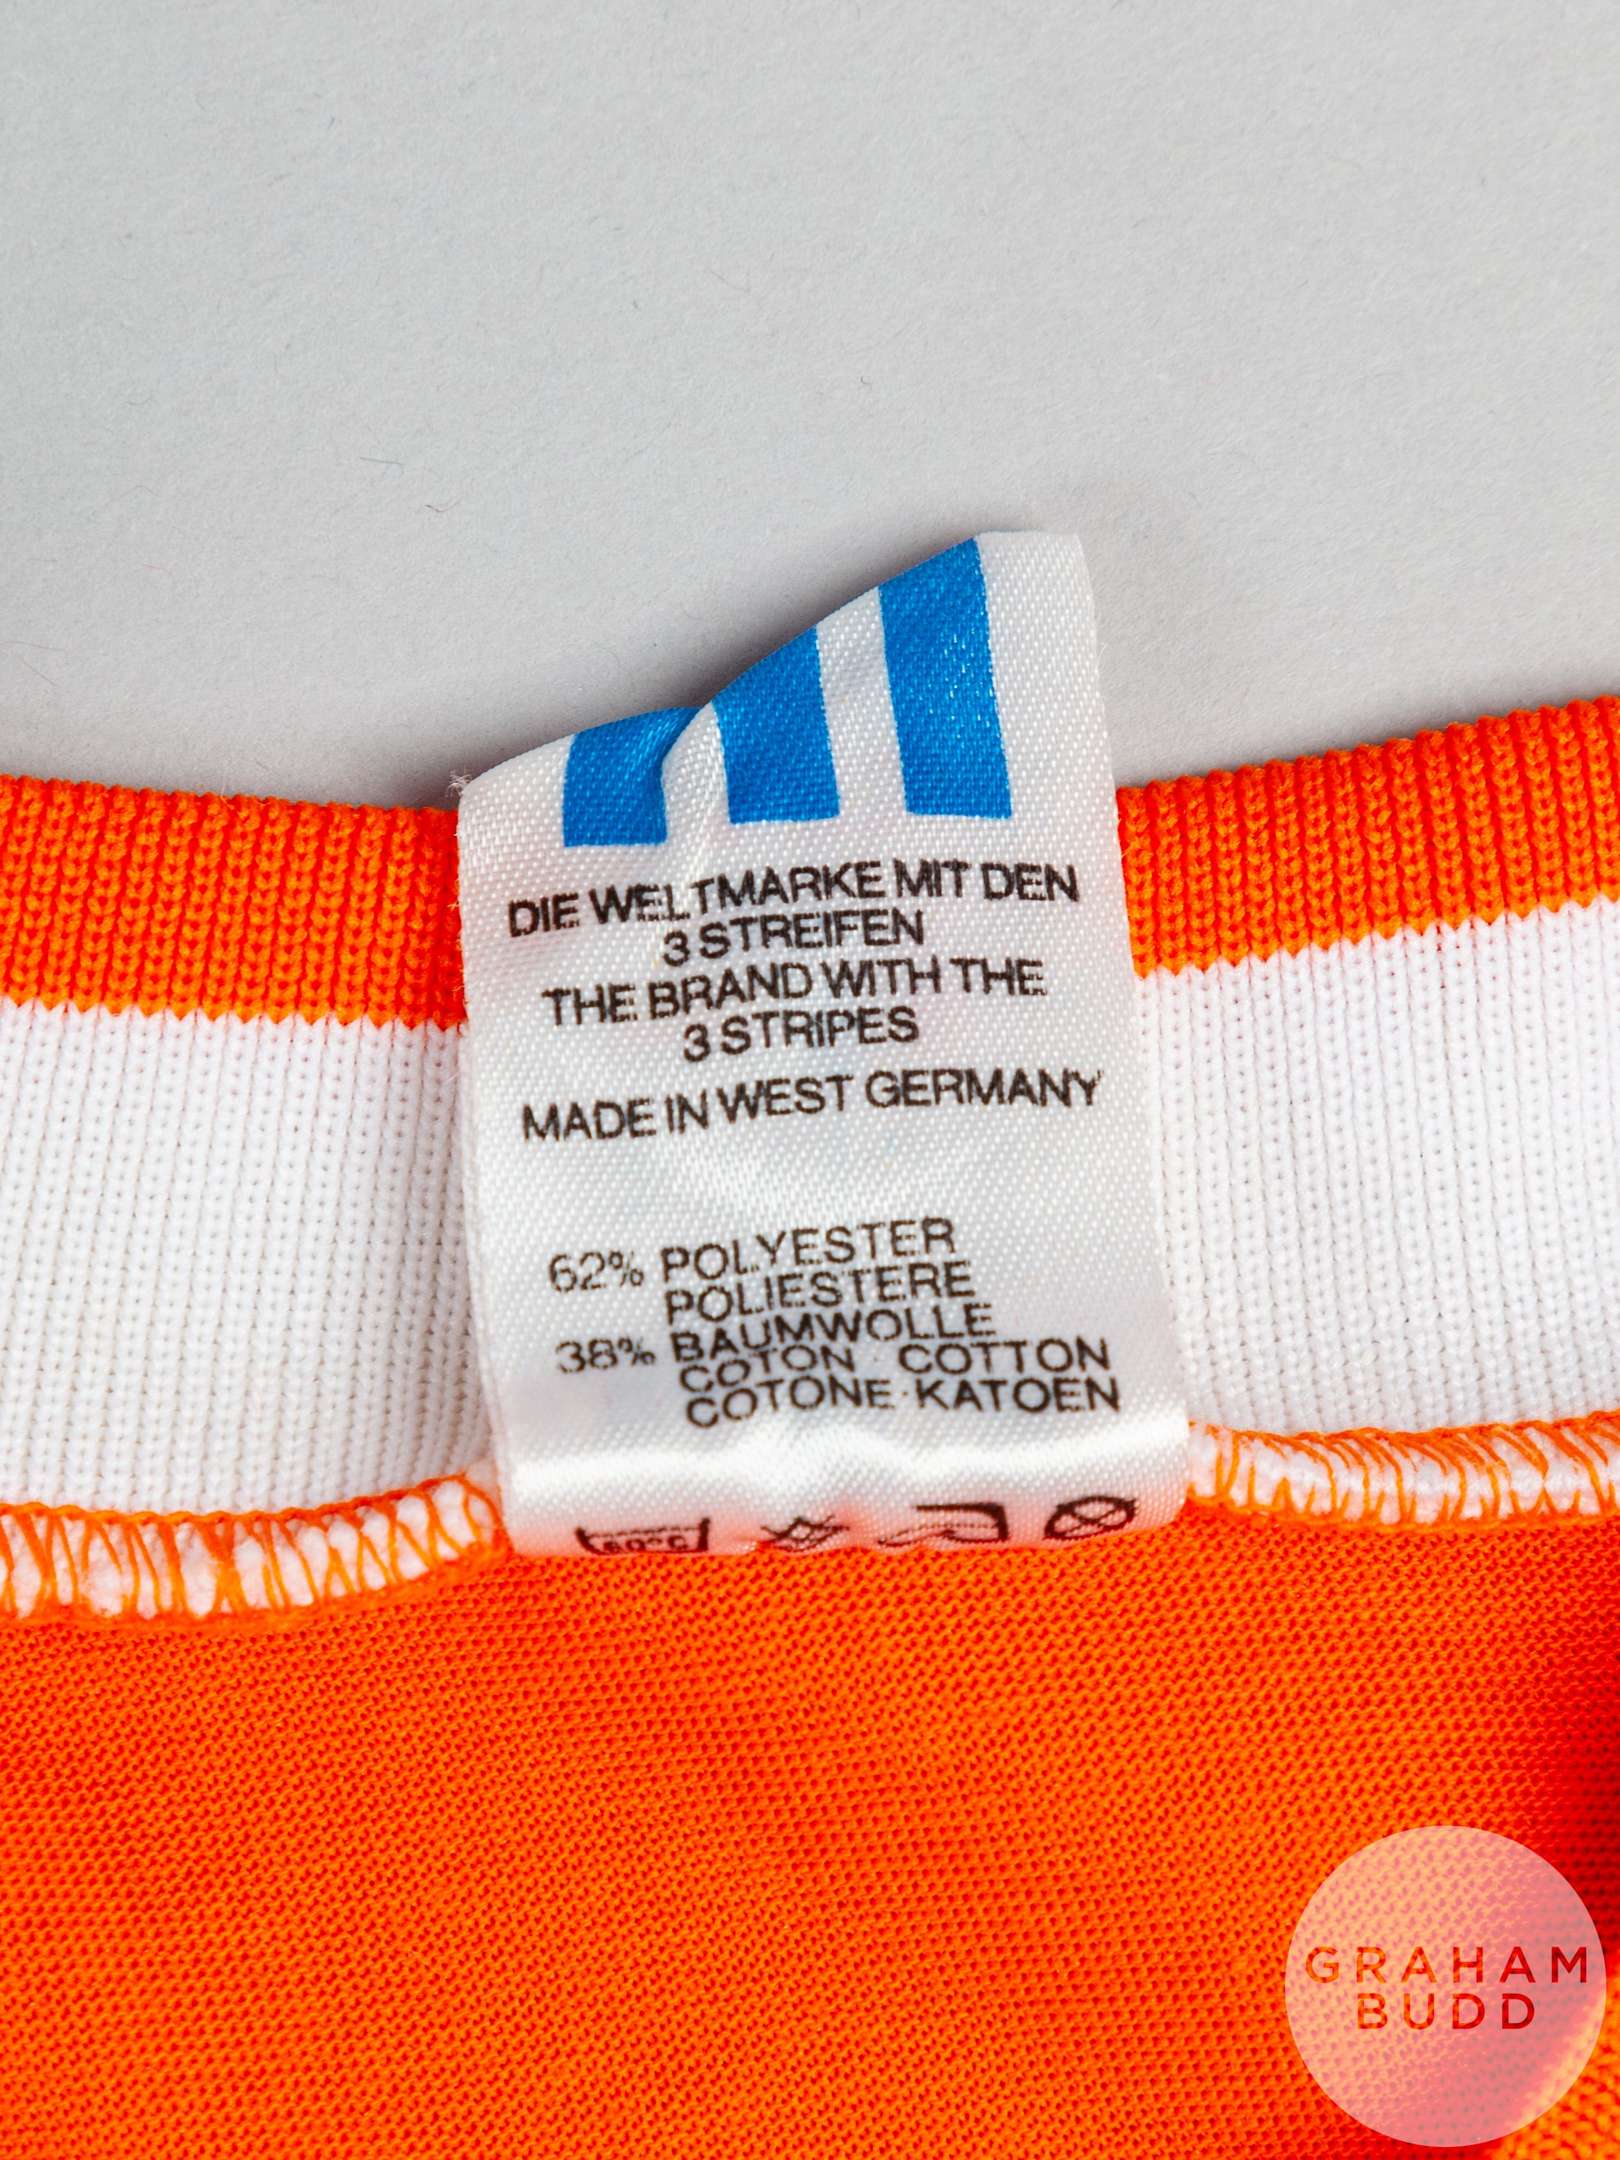 DIE WELTMARKE MIT DEN
3 STREIFEN
THE BRAND WITH THE
3 STRIPES
MADE IN WEST GERMANY
62% POLYESTER
POLIESTERE
38% BAUMWOLLE
COTON · COTTON
COTONE · KATOEN
60°C
GRAHAM
BUDD